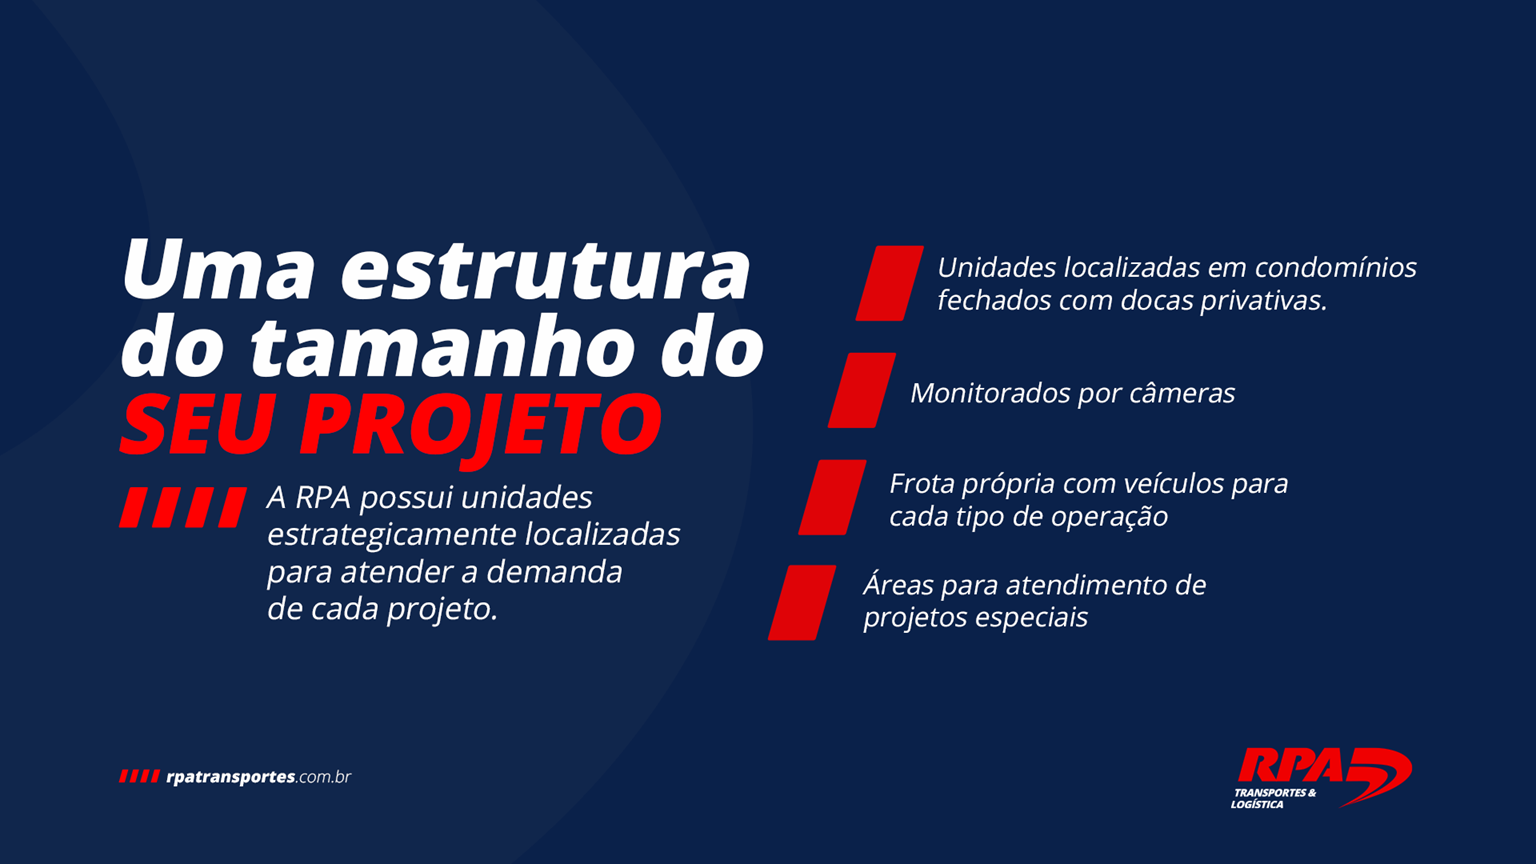 Uma estrutura
do tamanho do
SEU PROJETO
A RPA possui unidades
estrategicamente localizadas
para atender a demanda
de cada projeto.
Unidades localizadas em condomínios
fechados com docas privativas.
Monitorados por câmeras
Frota própria com veículos para
cada tipo de operação
Áreas para atendimento de
projetos especiais
rpatransportes.com.br
RPA
TRANSPORTES &
LOGÍSTICA